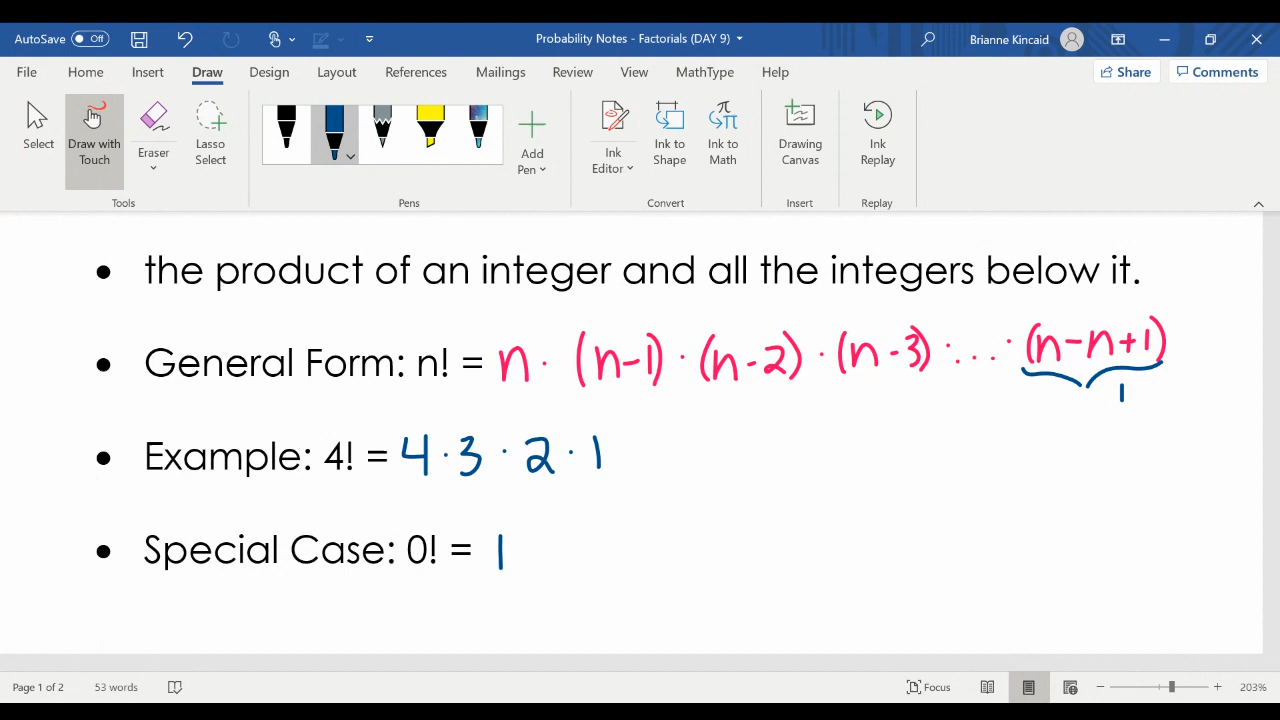 AutoSave Off Probability Notes - Factorials (DAY 9) Brianne Kincaid
File Home Insert Draw Design Layout References Mailings Review View MathType Help Share Comments
Select Draw with Touch Eraser Lasso Select Add Pen Ink Editor Ink to Shape Ink to Math Drawing Canvas Ink Replay
Tools Pens Convert Insert Replay
• the product of an integer and all the integers below it.
• General Form: n! = n · (n-1) · (n-2) · (n-3) · ... · (n-n+1)
1
• Example: 4! = 4 · 3 · 2 · 1
• Special Case: 0! = 1
Page 1 of 2 53 words Focus 203%